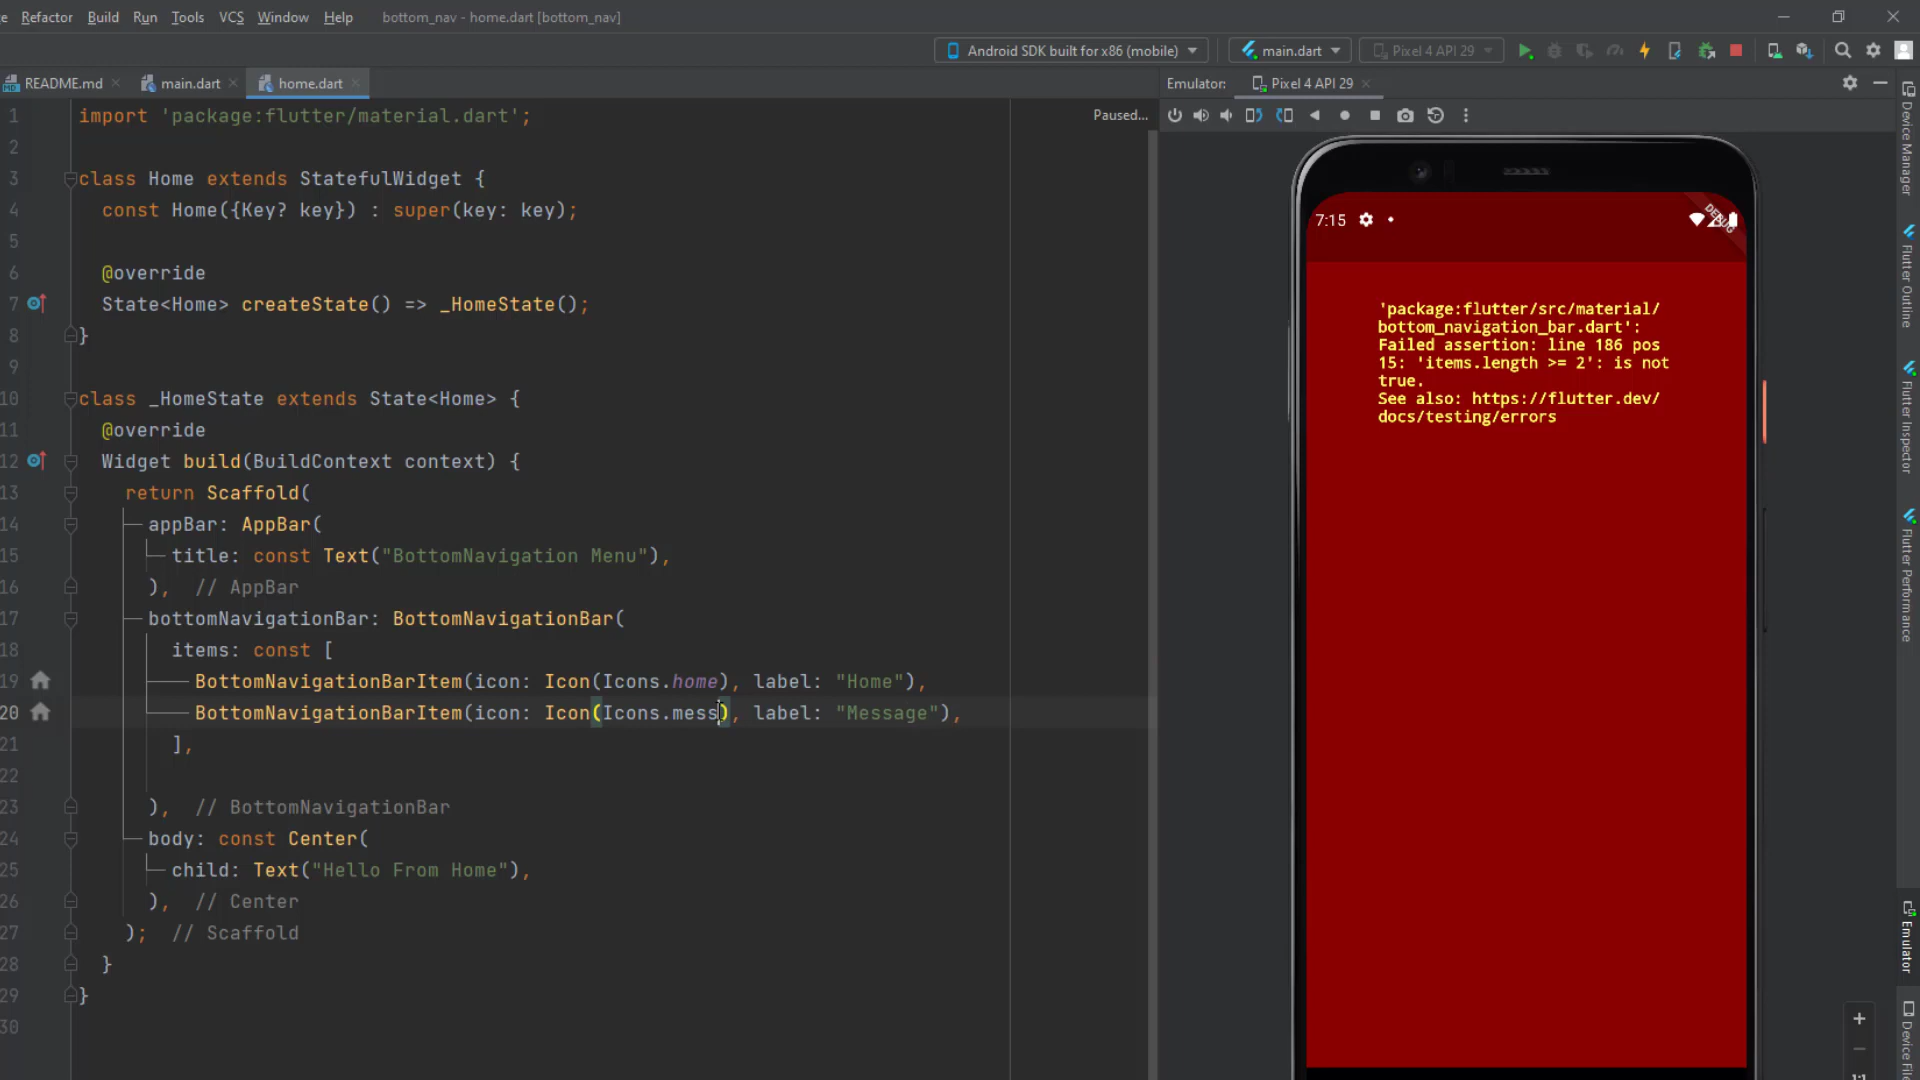 Refactor Build Run Tools VCS Window Help bottom_nav - home.dart [bottom_nav]
Android SDK built for x86 (mobile) main.dart Pixel 4 API 29
README.md main.dart home.dart
Emulator: Pixel 4 API 29
Paused...
1 import 'package:flutter/material.dart';
2
3 class Home extends StatefulWidget {
4 const Home({Key? key}) : super(key: key);
5
6 @override
7 State<Home> createState() => _HomeState();
8 }
9
10 class _HomeState extends State<Home> {
11 @override
12 Widget build(BuildContext context) {
13 return Scaffold(
14 appBar: AppBar(
15 title: const Text("BottomNavigation Menu"),
16 ), // AppBar
17 bottomNavigationBar: BottomNavigationBar(
18 items: const [
19 BottomNavigationBarItem(icon: Icon(Icons.home), label: "Home"),
20 BottomNavigationBarItem(icon: Icon(Icons.mess), label: "Message"),
21 ],
22
23 ), // BottomNavigationBar
24 body: const Center(
25 child: Text("Hello From Home"),
26 ), // Center
27 ); // Scaffold
28 }
29 }
30
7:15
DEBUG
'package:flutter/src/material/
bottom_navigation_bar.dart':
Failed assertion: line 186 pos
15: 'items.length >= 2': is not
true.
See also: https://flutter.dev/
docs/testing/errors
Device Manager
Flutter Outline
Flutter Inspector
Flutter Performance
Emulator
Device File
1:1